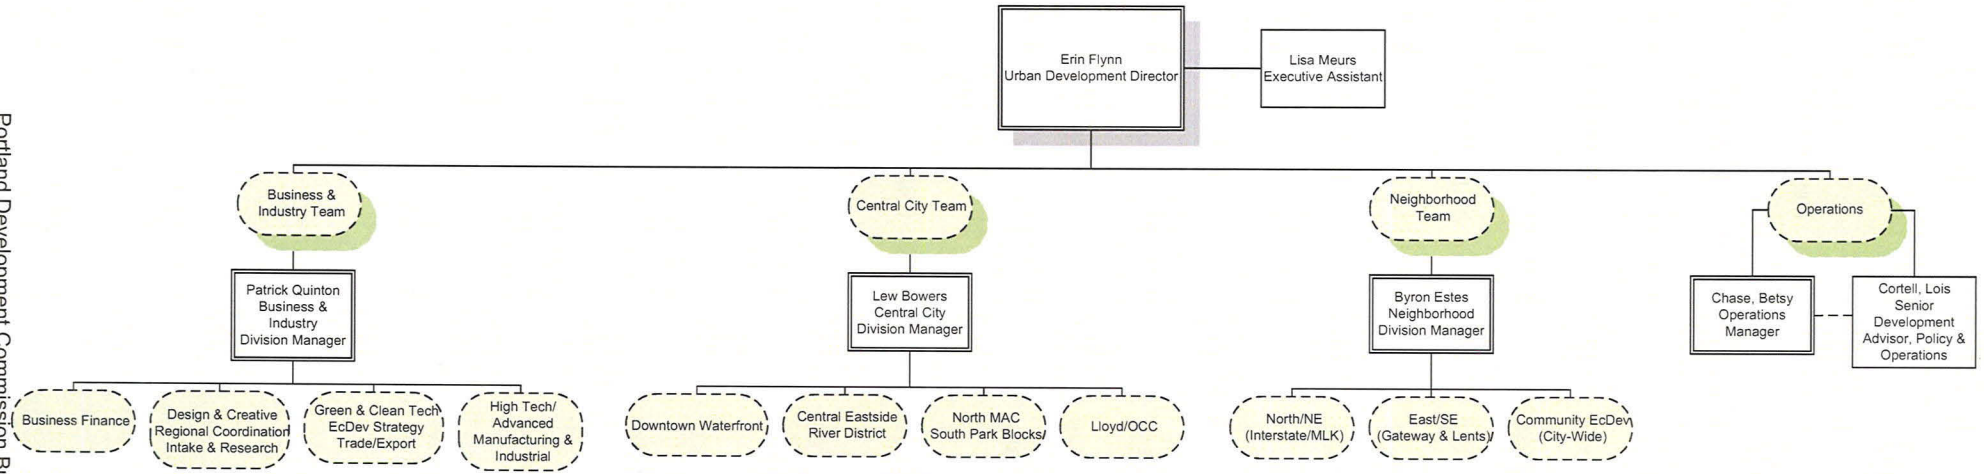 Erin Flynn
Urban Development Director
Lisa Meurs
Executive Assistant
Business &
Industry Team
Central City Team
Neighborhood
Team
Operations
Patrick Quinton
Business &
Industry
Division Manager
Lew Bowers
Central City
Division Manager
Byron Estes
Neighborhood
Division Manager
Chase, Betsy
Operations
Manager
Cortell, Lois
Senior
Development
Advisor, Policy &
Operations
Business Finance
Design & Creative
Regional Coordination
Intake & Research
Green & Clean Tech
EcDev Strategy
Trade/Export
High Tech/
Advanced
Manufacturing &
Industrial
Downtown Waterfront
Central Eastside
River District
North MAC
South Park Blocks
Lloyd/OCC
North/NE
(Interstate/MLK)
East/SE
(Gateway & Lents)
Community EcDev
(City-Wide)
Portland Development Commission